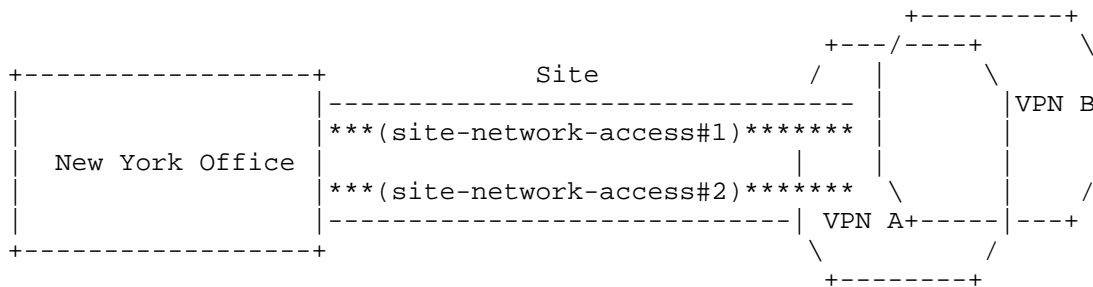 Site
VPN B
***(site-network-access#1)*******
New York Office
***(site-network-access#2)*******
VPN A